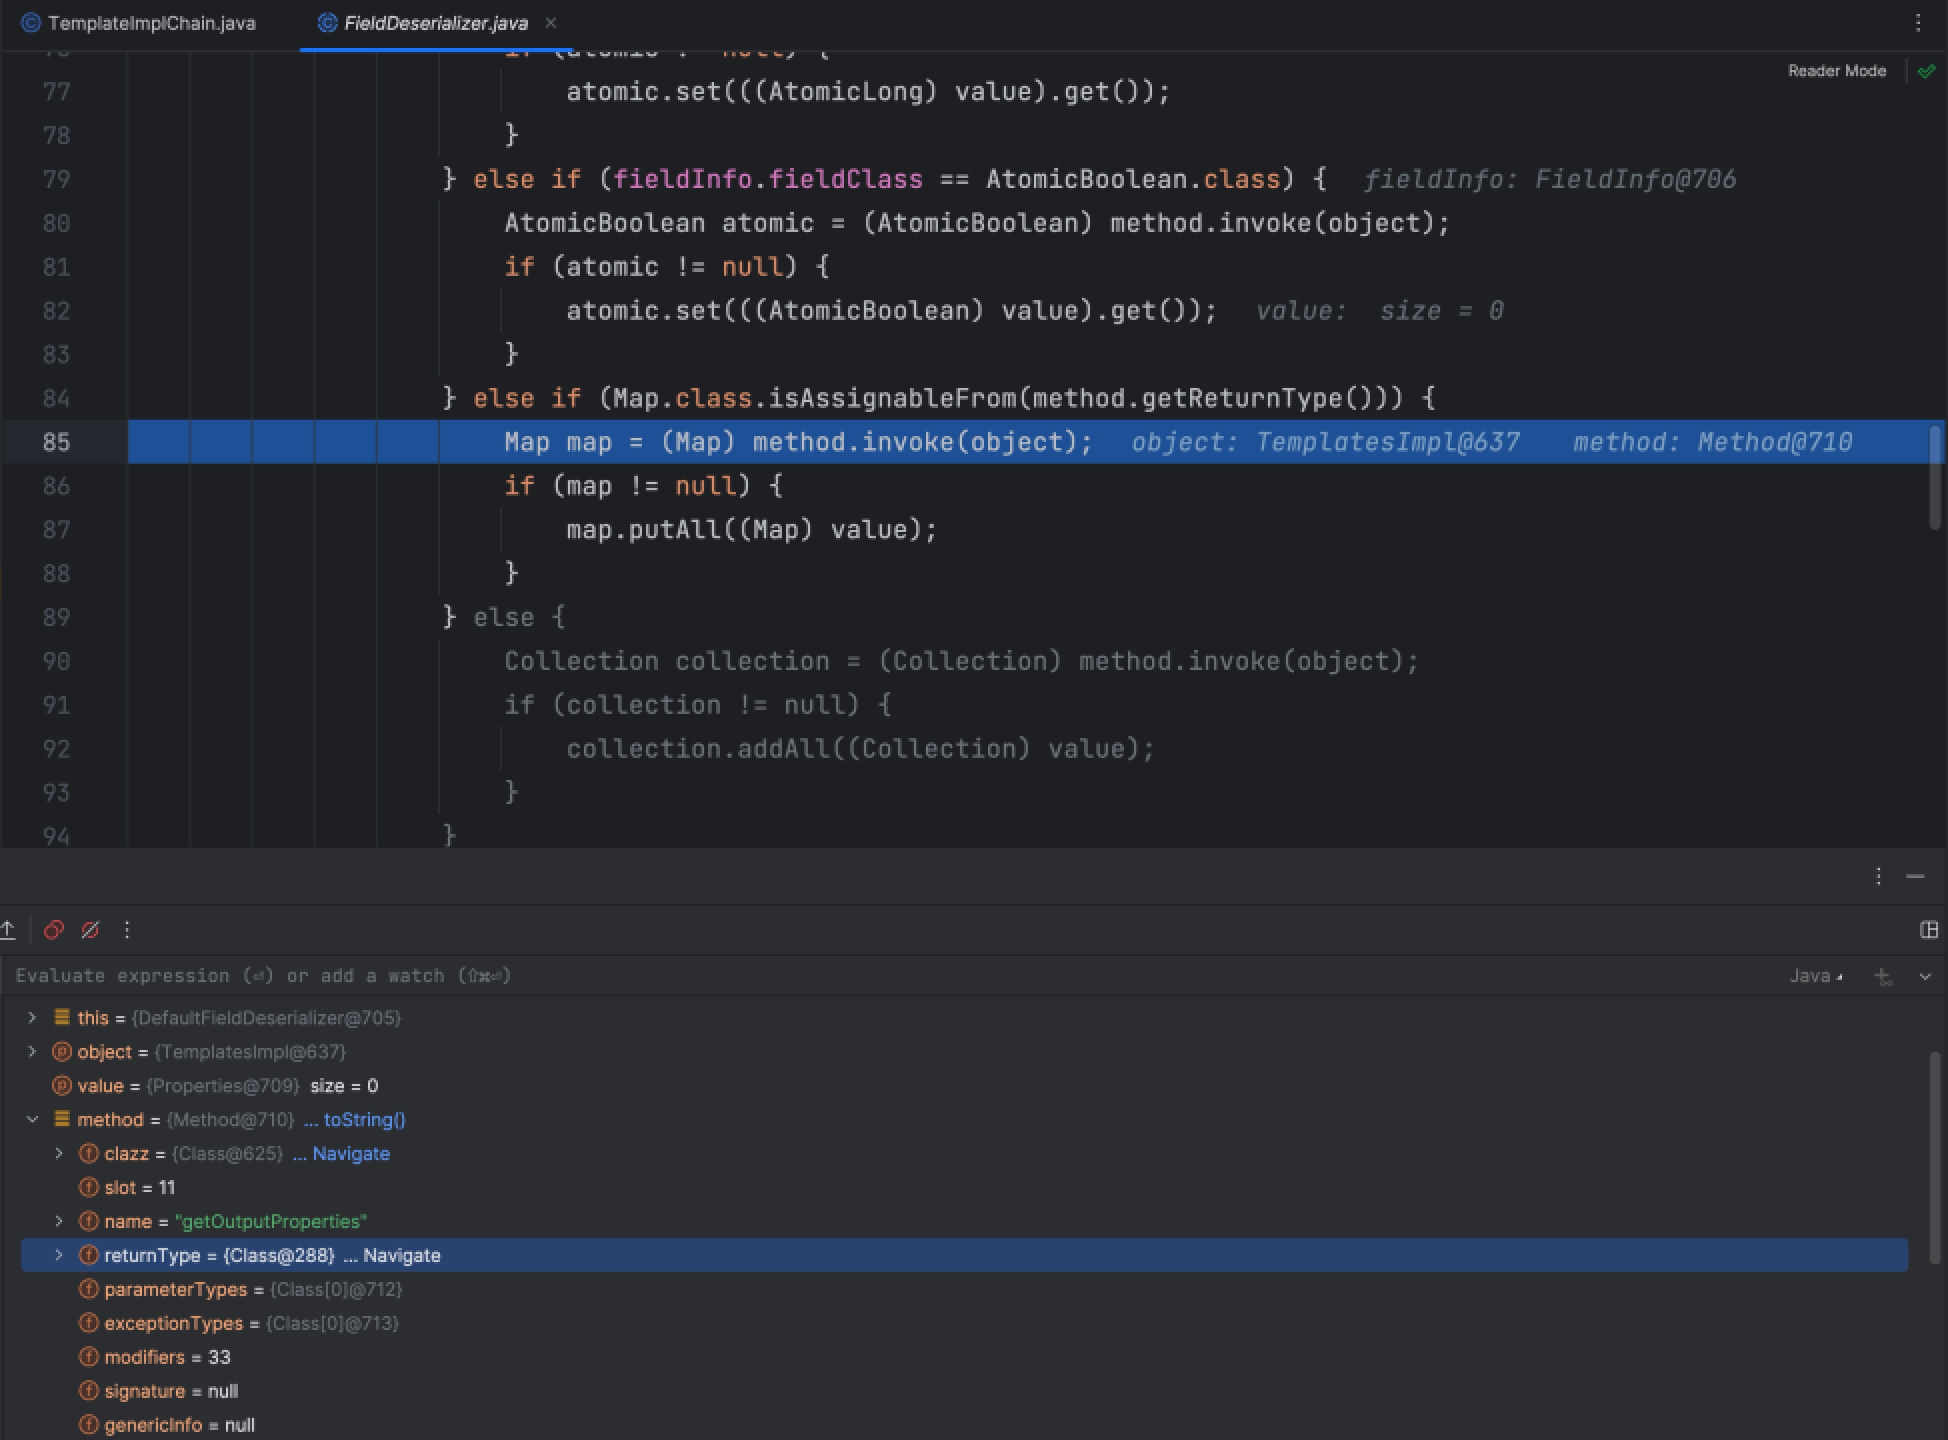 TemplateImplChain.java
FieldDeserializer.java
Reader Mode
77 atomic.set(((AtomicLong) value).get());
78 }
79 } else if (fieldInfo.fieldClass == AtomicBoolean.class) { fieldInfo: FieldInfo@706
80 AtomicBoolean atomic = (AtomicBoolean) method.invoke(object);
81 if (atomic != null) {
82 atomic.set(((AtomicBoolean) value).get()); value: size = 0
83 }
84 } else if (Map.class.isAssignableFrom(method.getReturnType())) {
85 Map map = (Map) method.invoke(object); object: TemplatesImpl@637 method: Method@710
86 if (map != null) {
87 map.putAll((Map) value);
88 }
89 } else {
90 Collection collection = (Collection) method.invoke(object);
91 if (collection != null) {
92 collection.addAll((Collection) value);
93 }
94 }
Evaluate expression (⏎) or add a watch (⇧⌘⏎)
Java
this = {DefaultFieldDeserializer@705}
object = {TemplatesImpl@637}
value = {Properties@709} size = 0
method = {Method@710} ... toString()
clazz = {Class@625} ... Navigate
slot = 11
name = "getOutputProperties"
returnType = {Class@288} ... Navigate
parameterTypes = {Class[0]@712}
exceptionTypes = {Class[0]@713}
modifiers = 33
signature = null
genericInfo = null